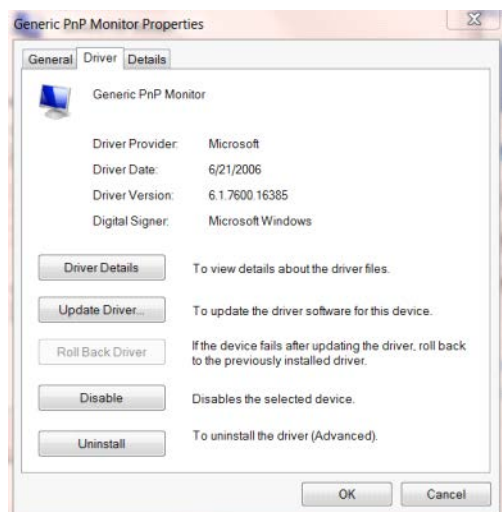 Generic PnP Monitor Properties
General Driver Details
Generic PnP Monitor
Driver Provider: Microsoft
Driver Date: 6/21/2006
Driver Version: 6.1.7600.16385
Digital Signer: Microsoft Windows
Driver Details To view details about the driver files.
Update Driver... To update the driver software for this device.
Roll Back Driver If the device fails after updating the driver, roll back
to the previously installed driver.
Disable Disables the selected device.
Uninstall To uninstall the driver (Advanced).
OK Cancel